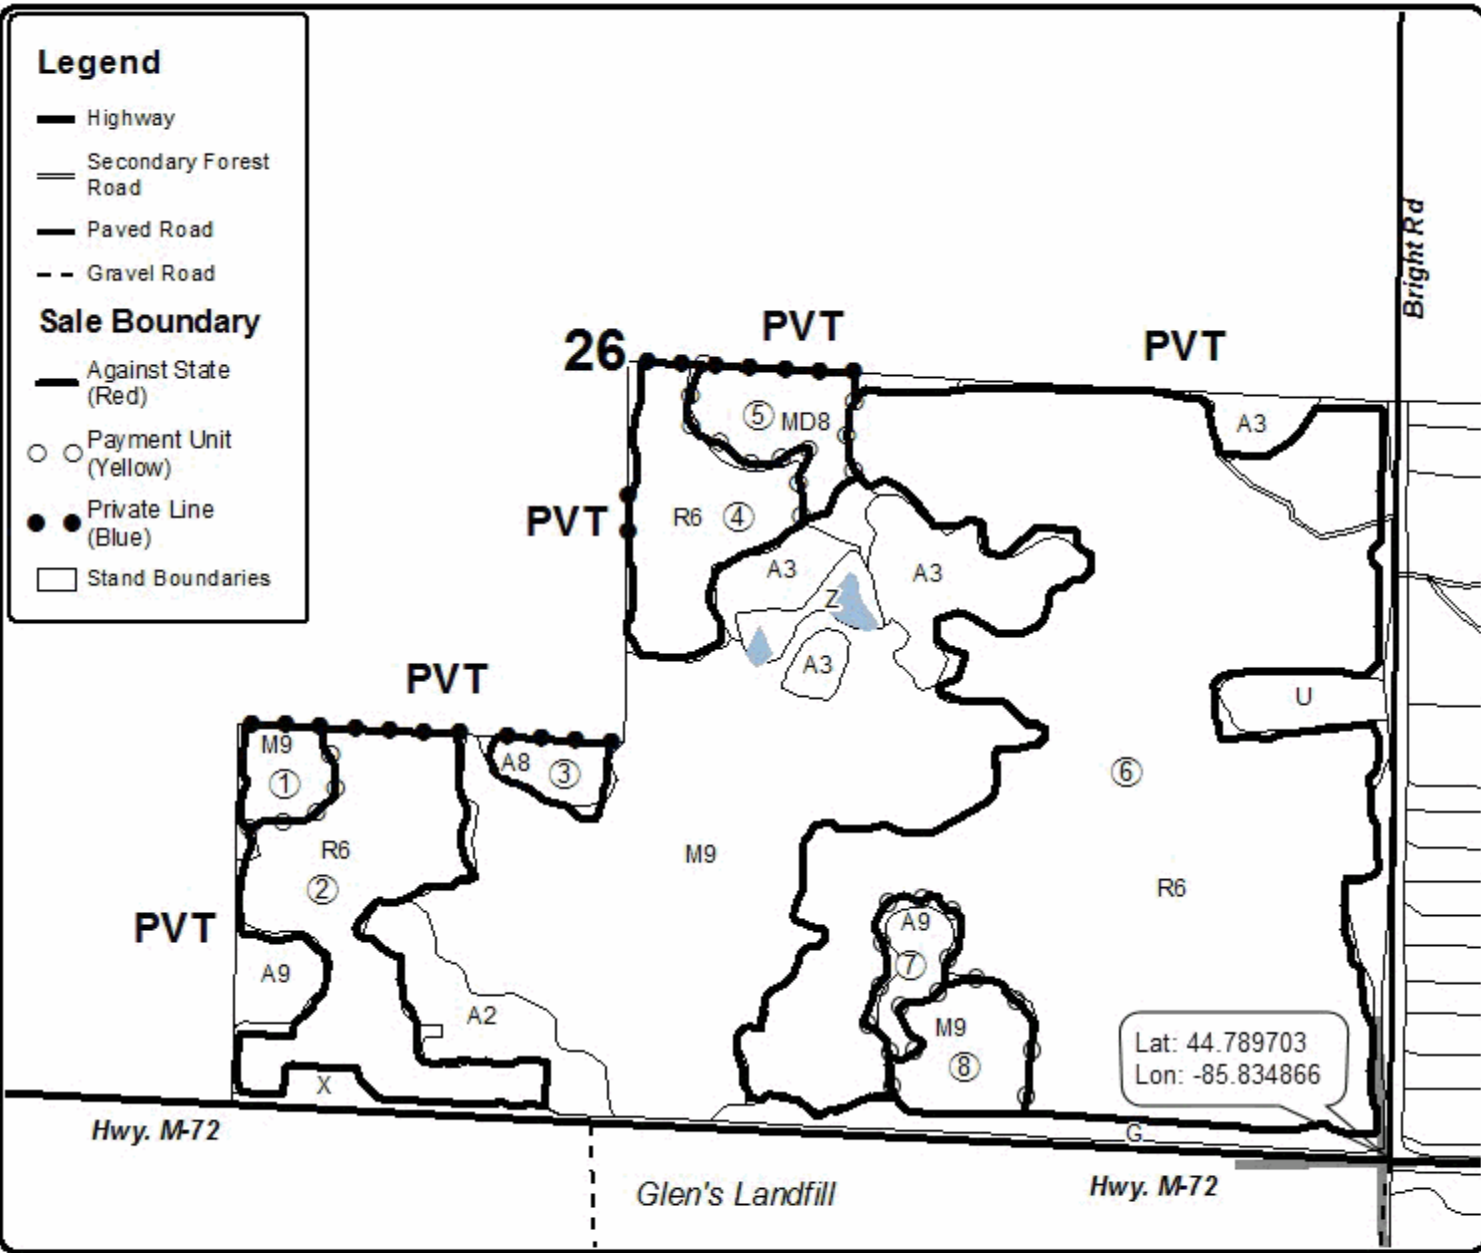 Legend
Highway
Secondary Forest
Road
Paved Road
Gravel Road
Sale Boundary
Against State
(Red)
Payment Unit
(Yellow)
Private Line
(Blue)
Stand Boundaries
Bright Rd
26
PVT
PVT
A3
5 MD8
PVT
R6 4
A3
A3
Z
A3
PVT
U
M9
1
A8 3
6
R6
2
M9
R6
PVT
A9
A9
7
A2
M9
8
Lat: 44.789703
Lon: -85.834866
X
Hwy. M-72
G
Glen's Landfill
Hwy. M-72